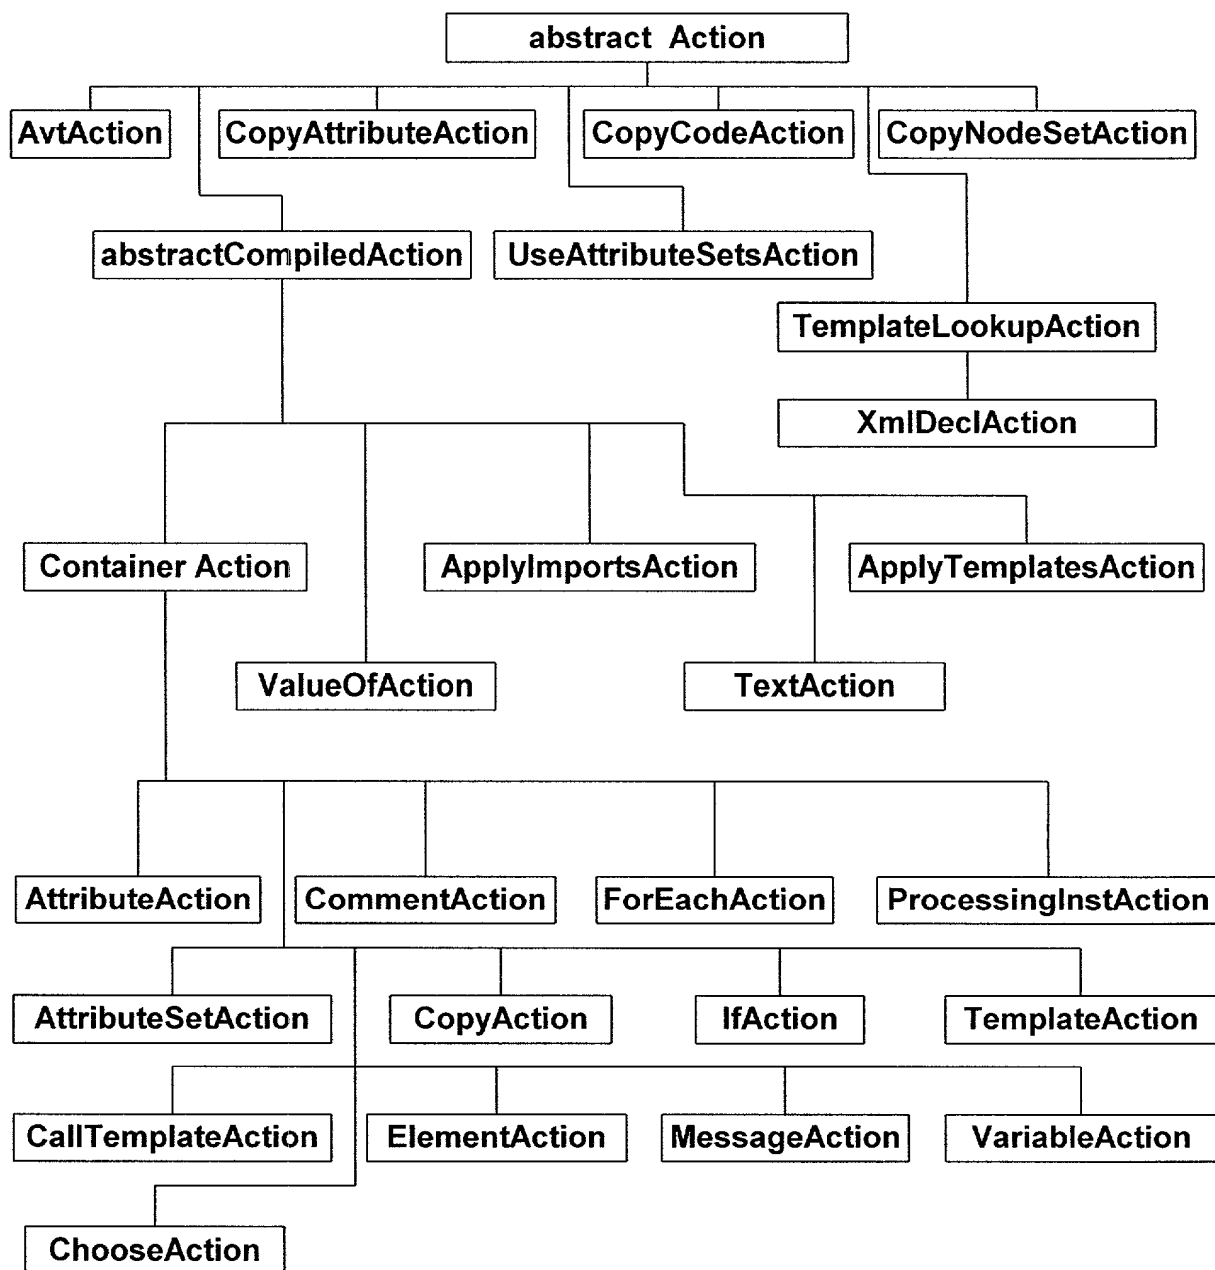 abstract Action
AvtAction
CopyAttributeAction
CopyCodeAction
CopyNodeSetAction
abstractCompiledAction
UseAttributeSetsAction
TemplateLookupAction
XmlDeclAction
Container Action
ApplyImportsAction
ApplyTemplatesAction
ValueOfAction
TextAction
AttributeAction
CommentAction
ForEachAction
ProcessingInstAction
AttributeSetAction
CopyAction
IfAction
TemplateAction
CallTemplateAction
ElementAction
MessageAction
VariableAction
ChooseAction